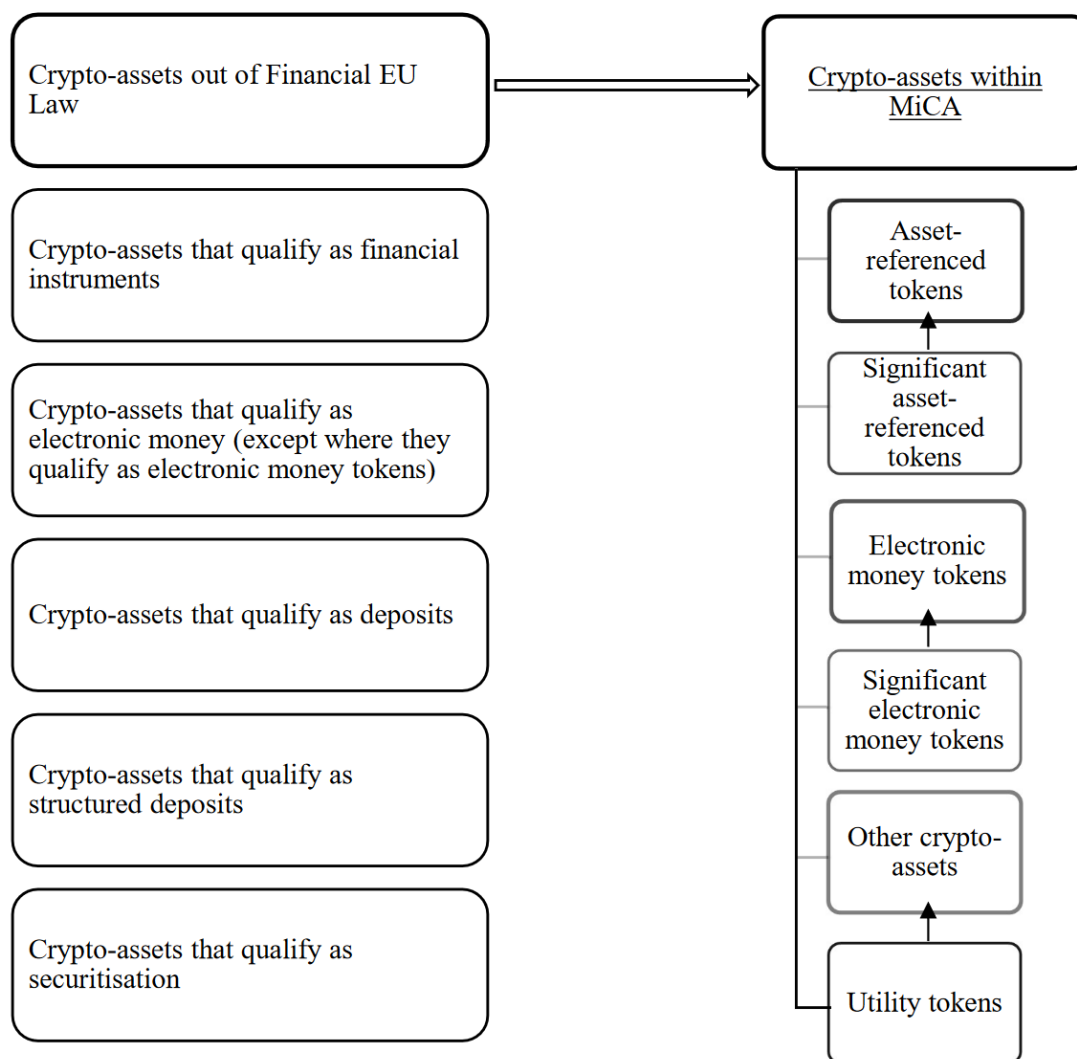 Crypto-assets out of Financial EU
Law
Crypto-assets that qualify as financial
instruments
Crypto-assets that qualify as
electronic money (except where they
qualify as electronic money tokens)
Crypto-assets that qualify as deposits
Crypto-assets that qualify as
structured deposits
Crypto-assets that qualify as
securitisation
Crypto-assets within
MiCA
Asset-
referenced
tokens
Significant
asset-
referenced
tokens
Electronic
money tokens
Significant
electronic
money tokens
Other crypto-
assets
Utility tokens